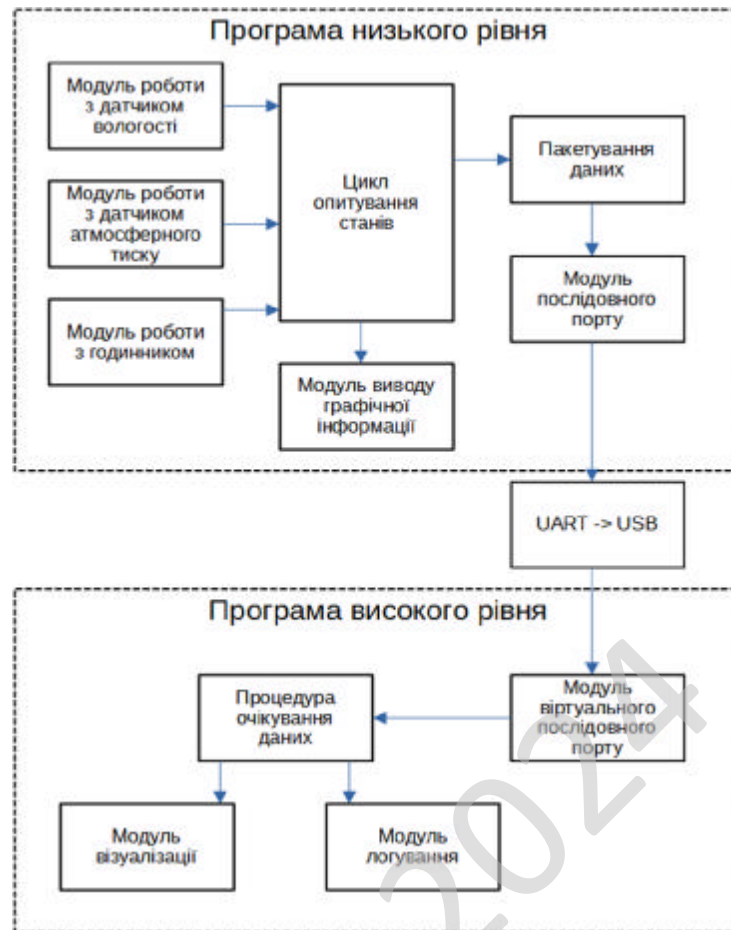 Програма низького рівня
Модуль роботи
з датчиком
вологості
Модуль роботи
з датчиком
атмосферного
тиску
Модуль роботи
з годинником
Цикл
опитування
станів
Модуль виводу
графічної
інформації
Пакетування
даних
Модуль
послідовного
порту
UART -> USB
Програма високого рівня
Модуль
віртуального
послідовного
порту
Процедура
очікування
даних
Модуль
візуалізації
Модуль
логування
2024